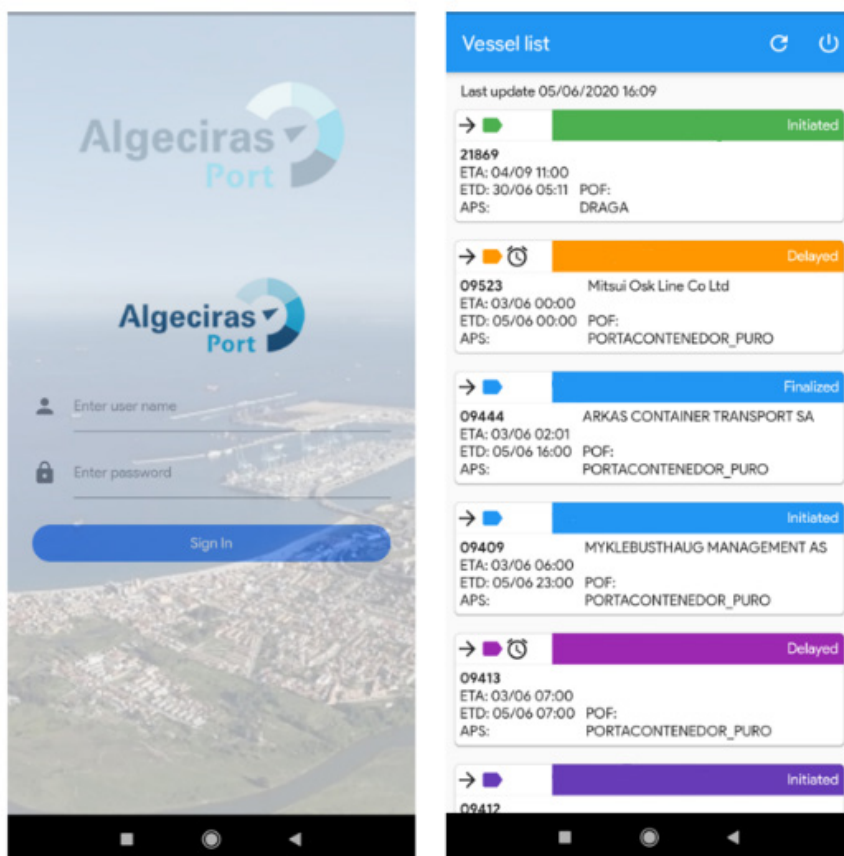 Algeciras
Port
Algeciras
Port
Enter user name
Enter password
Sign In
Vessel list
Last update 05/06/2020 16:09
Initiated
21869
ETA: 04/09 11:00
ETD: 30/06 05:11 POF:
APS: DRAGA
Delayed
09523 Mitsui Osk Line Co Ltd
ETA: 03/06 00:00
ETD: 05/06 00:00 POF:
APS: PORTACONTENEDOR_PURO
Finalized
09444 ARKAS CONTAINER TRANSPORT SA
ETA: 03/06 02:01
ETD: 05/06 16:00 POF:
APS: PORTACONTENEDOR_PURO
Initiated
09409 MYKLEBUSTHAUG MANAGEMENT AS
ETA: 03/06 06:00
ETD: 05/06 23:00 POF:
APS: PORTACONTENEDOR_PURO
Delayed
09413
ETA: 03/06 07:00
ETD: 05/06 07:00 POF:
APS: PORTACONTENEDOR_PURO
Initiated
09412